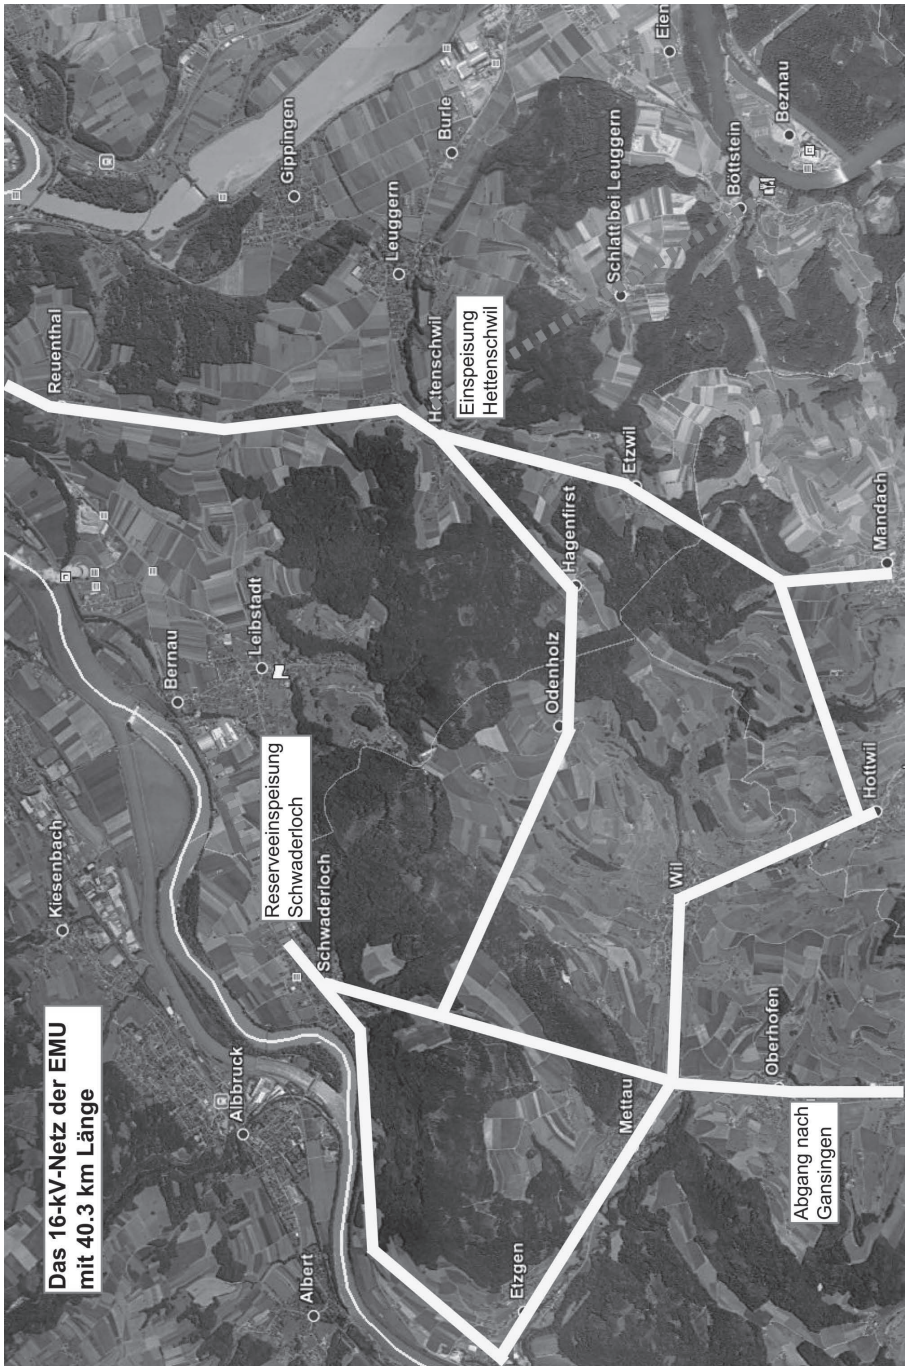 Das 16-kV-Netz der EMU
mit 40.3 km Länge
Kiesenbach
Reuenthal
Bernau
Albbruck
Leibstadt
Reserveeinspeisung
Schwaderloch
Gippingen
Albert
Schwaderloch
Leuggern
Hettenschwil
Burle
Einspeisung
Hettenschwil
Etzgen
Odenholz
Hagenfirst
Schlatt bei Leuggern
Mettau
Etzwil
Eien
Wil
Böttstein
Oberhofen
Beznau
Abgang nach
Gansingen
Hottwil
Mandach